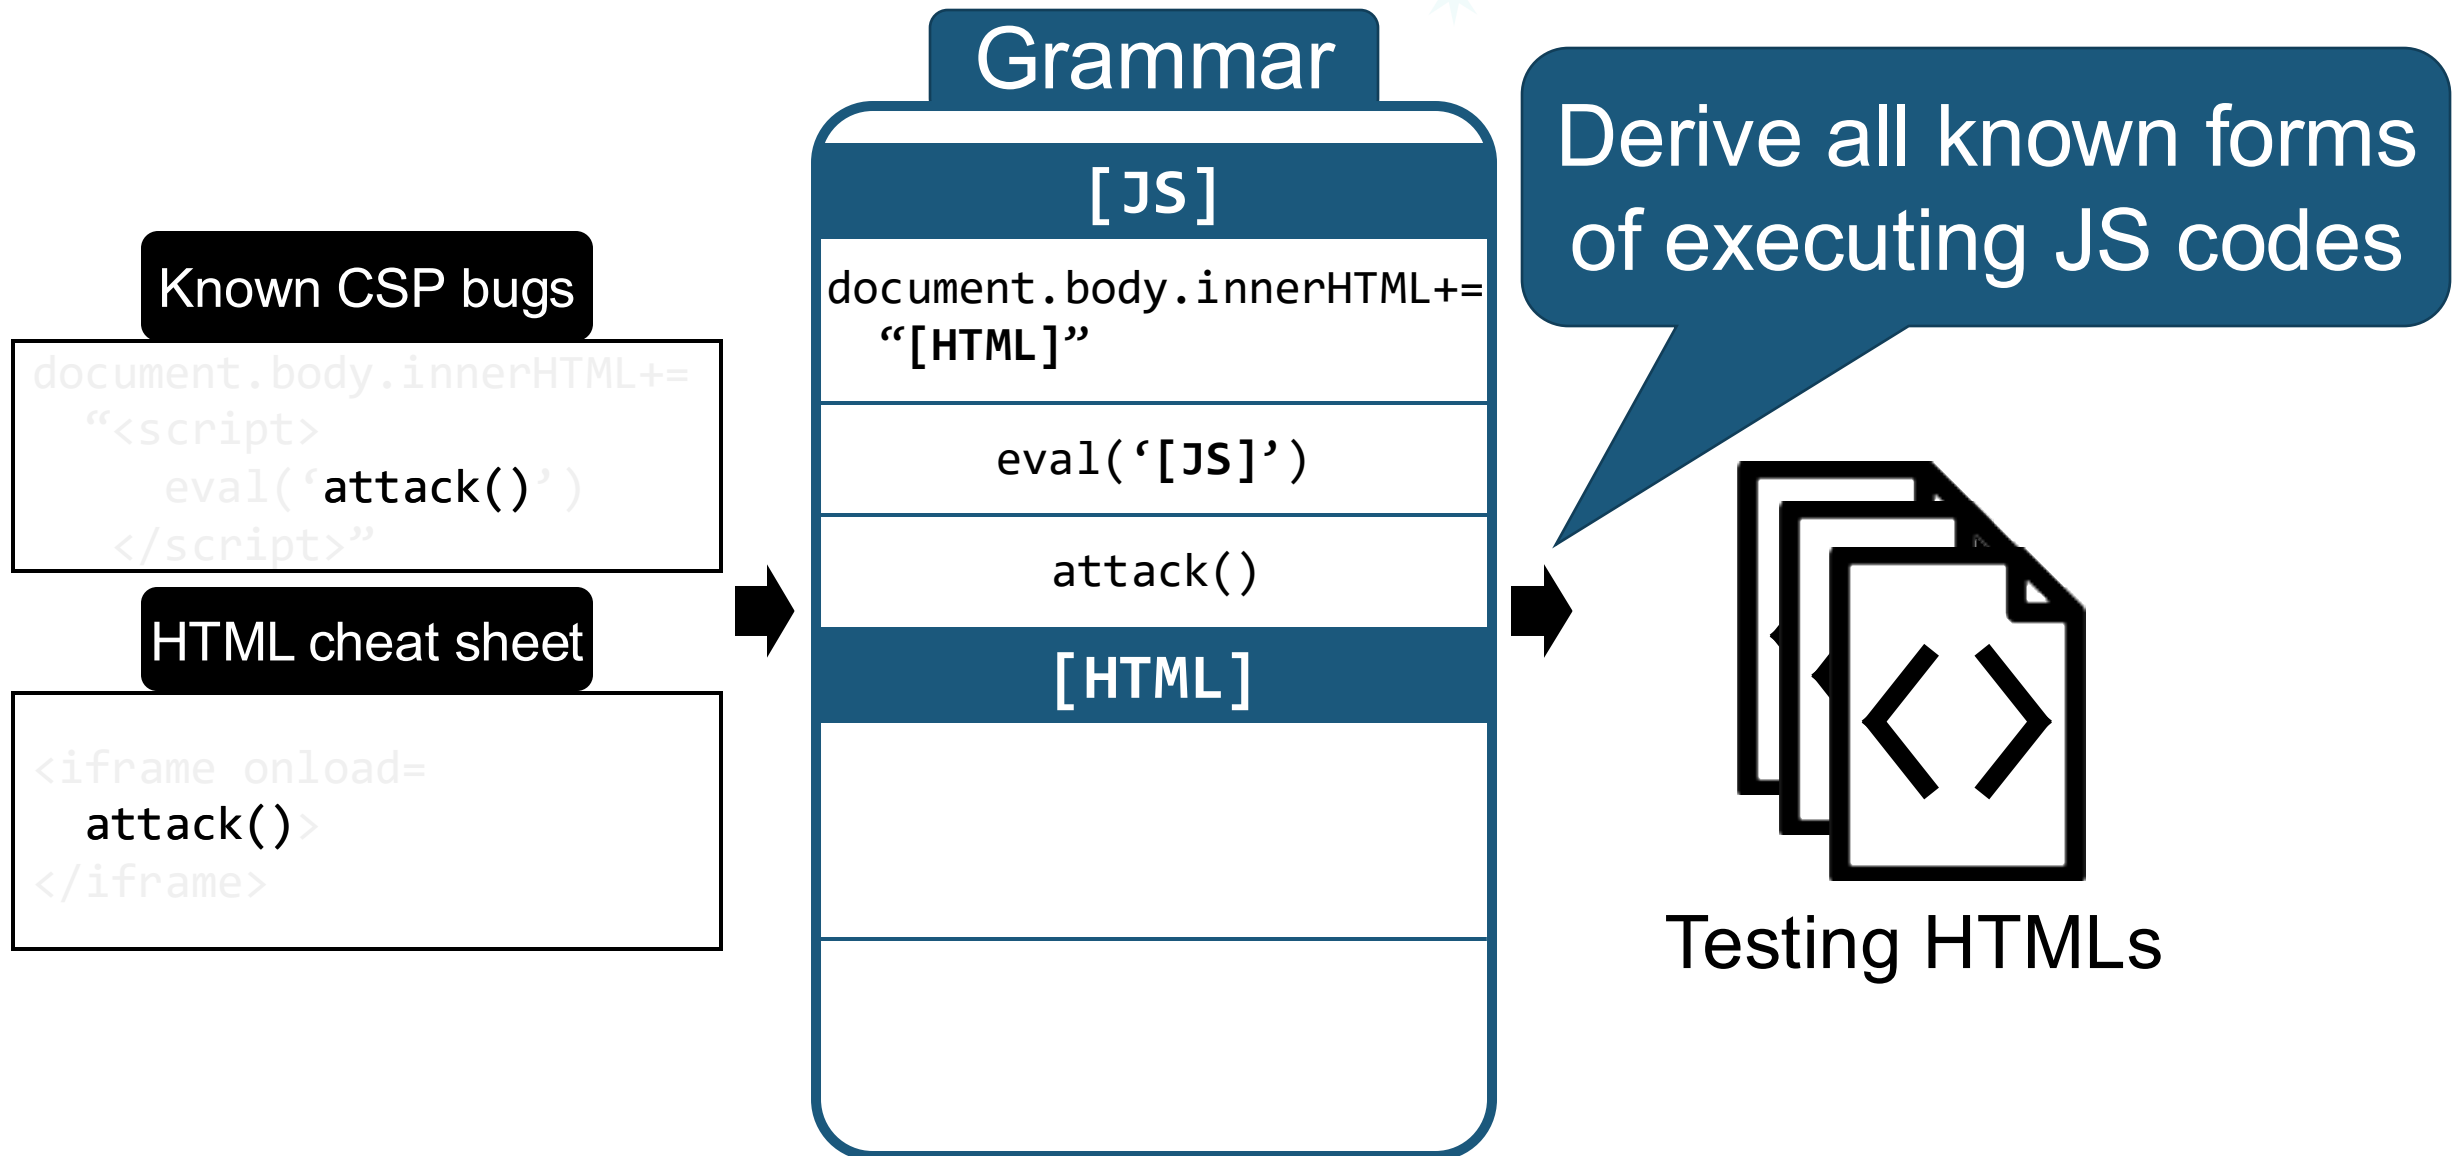 Grammar
Derive all known forms
of executing JS codes
Known CSP bugs
document.body.innerHTML+=
“<script>
eval(‘attack()’)
</script>”
HTML cheat sheet
<iframe onload=
attack()>
</iframe>
[JS]
document.body.innerHTML+=
“[HTML]”
eval(‘[JS]’)
attack()
[HTML]
Testing HTMLs